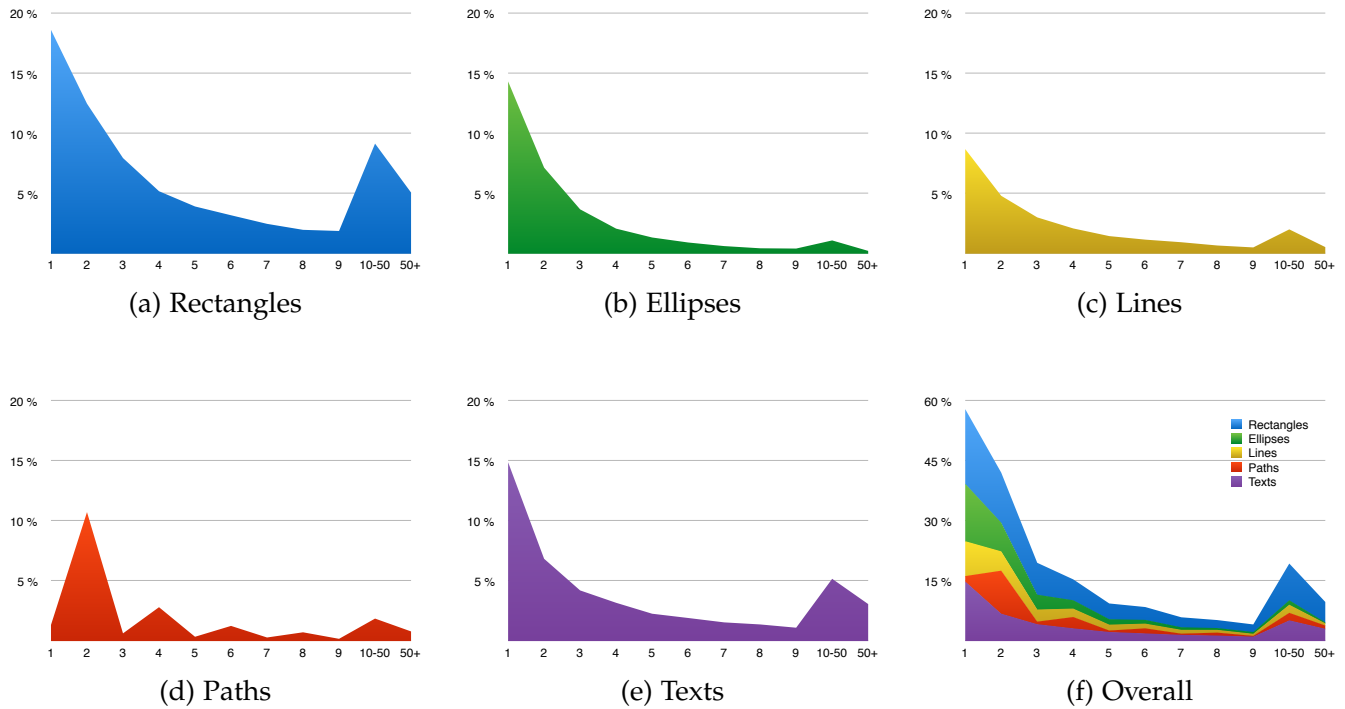 20 %
15 %
10 %
5 %
1 2 3 4 5 6 7 8 9 10-50 50+
(a) Rectangles
20 %
15 %
10 %
5 %
1 2 3 4 5 6 7 8 9 10-50 50+
(b) Ellipses
20 %
15 %
10 %
5 %
1 2 3 4 5 6 7 8 9 10-50 50+
(c) Lines
20 %
15 %
10 %
5 %
1 2 3 4 5 6 7 8 9 10-50 50+
(d) Paths
20 %
15 %
10 %
5 %
1 2 3 4 5 6 7 8 9 10-50 50+
(e) Texts
60 %
45 %
30 %
15 %
Rectangles
Ellipses
Lines
Paths
Texts
1 2 3 4 5 6 7 8 9 10-50 50+
(f) Overall